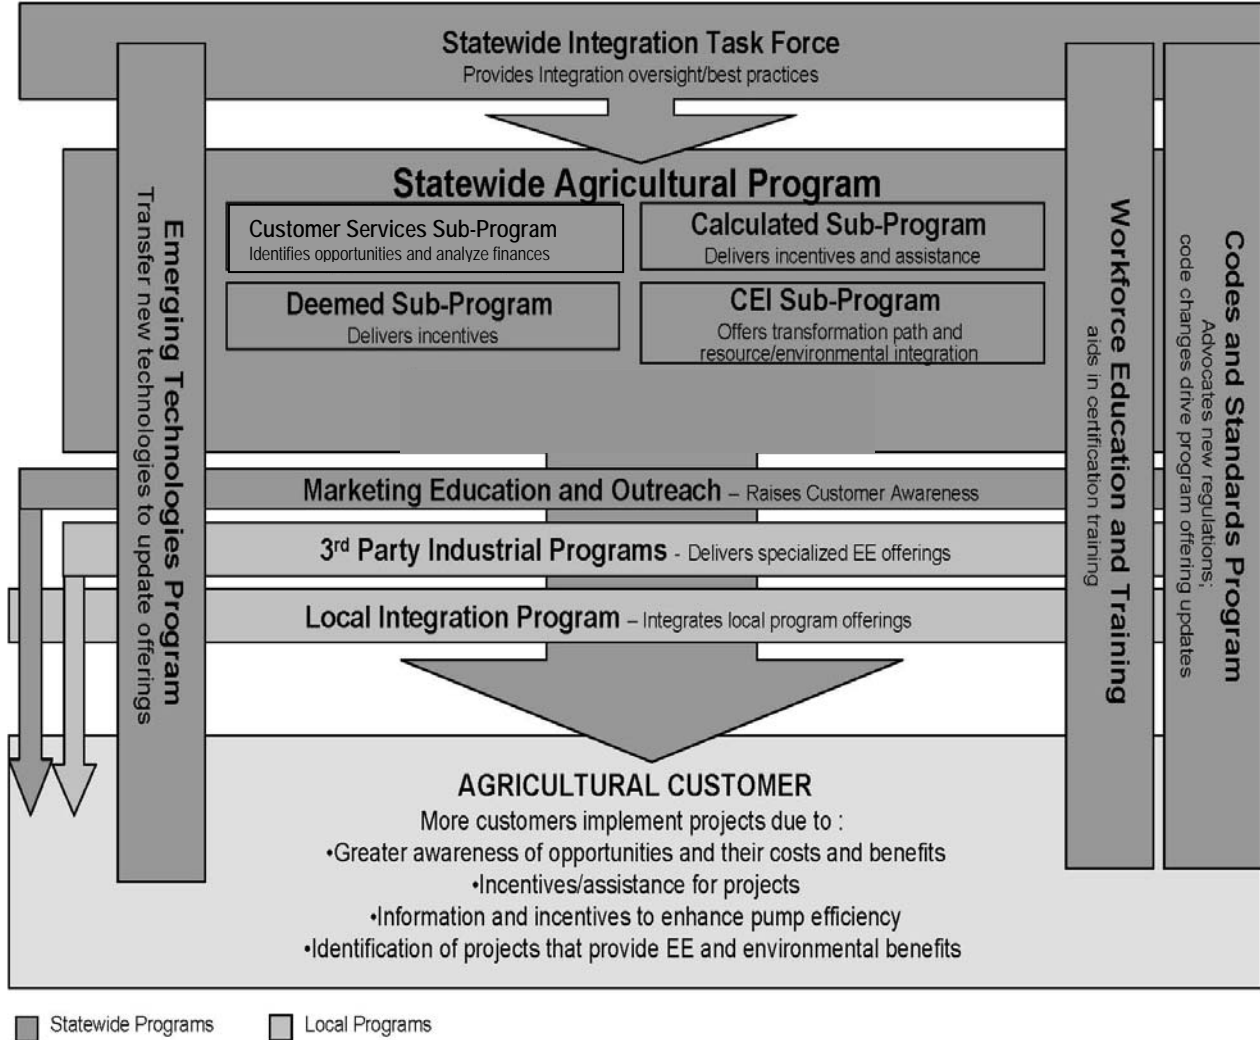 Statewide Integration Task Force
Provides Integration oversight/best practices
Statewide Agricultural Program
Customer Services Sub-Program
Identifies opportunities and analyze finances
Calculated Sub-Program
Delivers incentives and assistance
Deemed Sub-Program
Delivers incentives
CEI Sub-Program
Offers transformation path and
resource/environmental integration
Emerging Technologies Program
Transfer new technologies to update offerings
Workforce Education and Training
aids in certification training
Codes and Standards Program
Advocates new regulations;
code changes drive program offering updates
Marketing Education and Outreach – Raises Customer Awareness
3rd Party Industrial Programs - Delivers specialized EE offerings
Local Integration Program – Integrates local program offerings
AGRICULTURAL CUSTOMER
More customers implement projects due to :
•Greater awareness of opportunities and their costs and benefits
•Incentives/assistance for projects
•Information and incentives to enhance pump efficiency
•Identification of projects that provide EE and environmental benefits
Statewide Programs
Local Programs